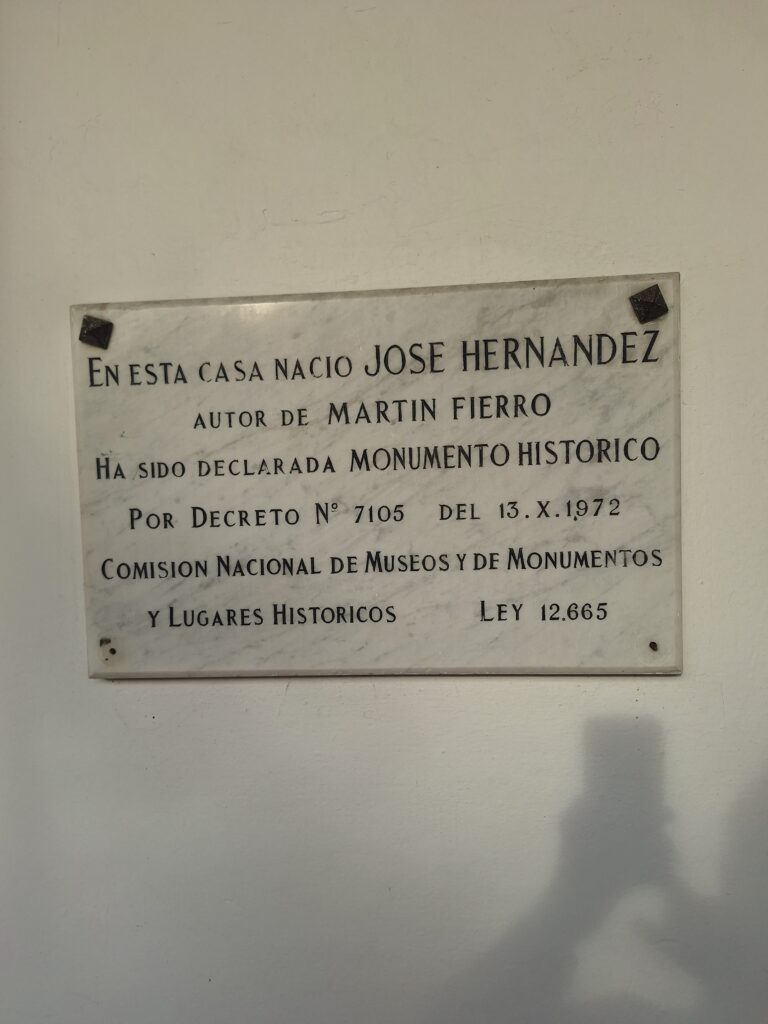 EN ESTA CASA NACIO JOSE HERNANDEZ
AUTOR DE MARTIN FIERRO
HA SIDO DECLARADA MONUMENTO HISTORICO
POR DECRETO Nº 7105 DEL 13.X.1972
COMISION NACIONAL DE MUSEOS Y DE MONUMENTOS
Y LUGARES HISTORICOS LEY 12.665